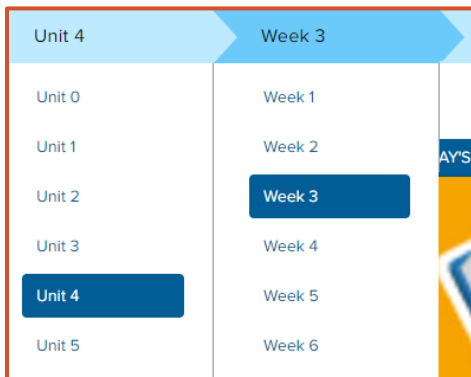 Unit 4
Week 3
Unit 0
Unit 1
Unit 2
Unit 3
Unit 4
Unit 5
Week 1
Week 2
Week 3
Week 4
Week 5
Week 6
AY'S